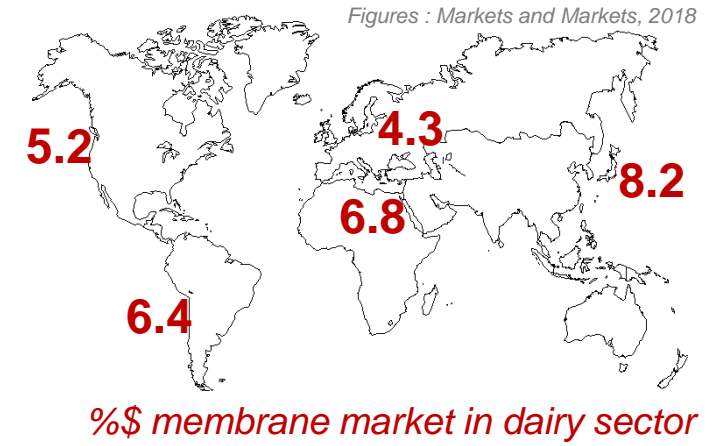 Figures : Markets and Markets, 2018
5.2
4.3
8.2
6.8
6.4
%$ membrane market in dairy sector